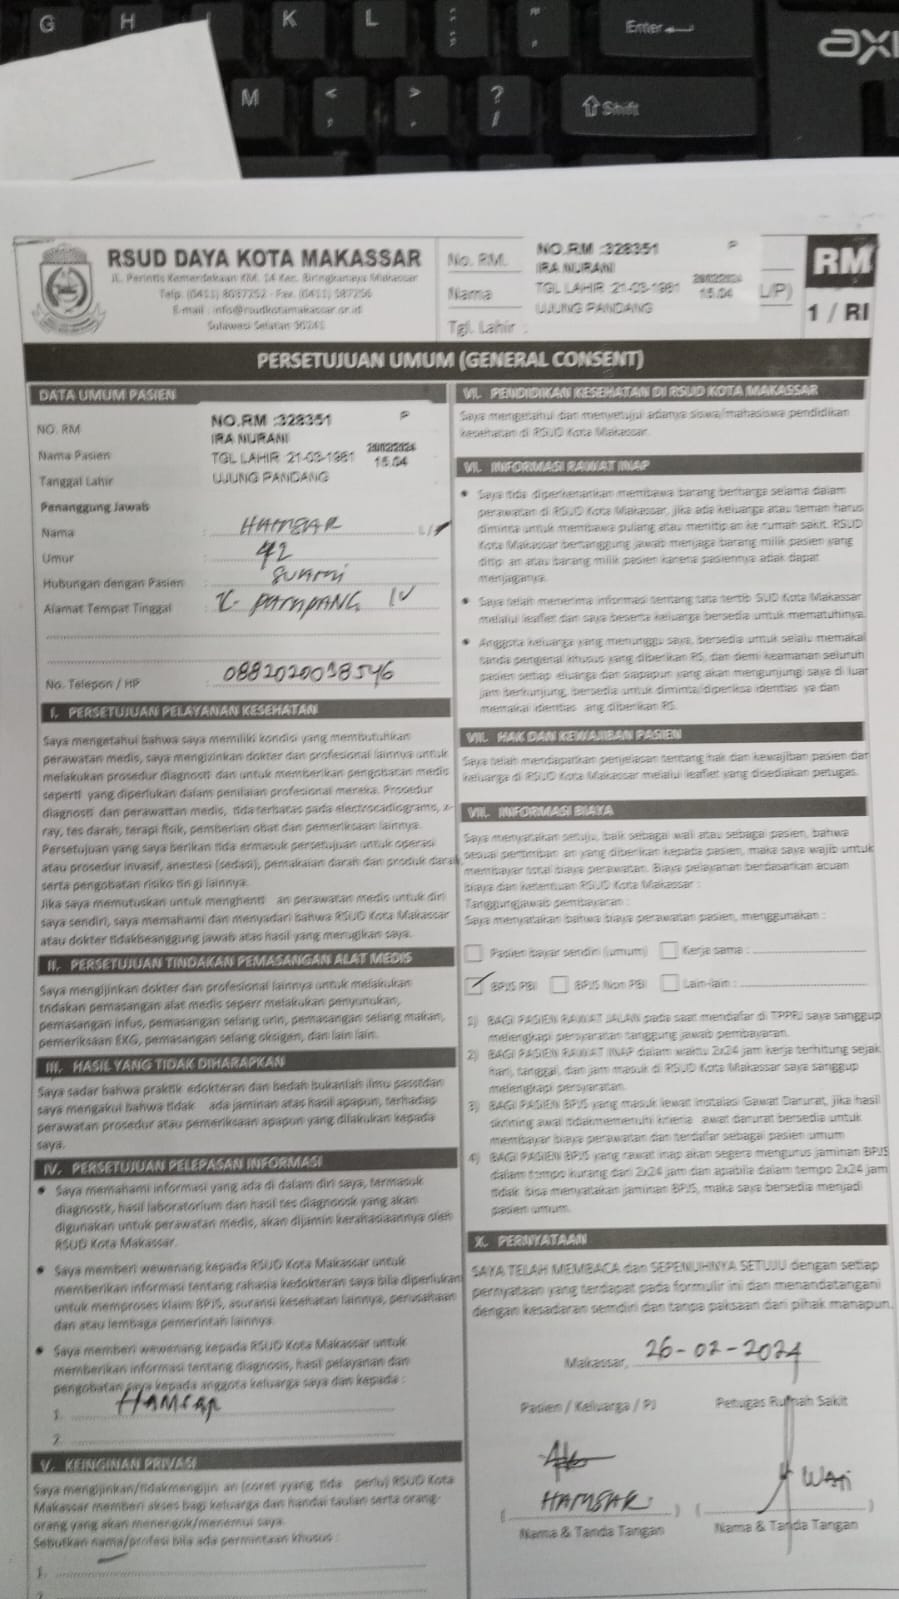 G H K L : ; " ' Enter
axi
M < , > . ? / Shift
RSUD DAYA KOTA MAKASSAR
Jl. Perintis Kemerdekaan KM. 14 Kec. Biringkanaya Makassar
Telp. (0411) Fax. (0411) 587256
E-mail : info@rsudkotamakassar.or.id
Sulawesi Selatan 90241
No. RM.
Nama
Tgl. Lahir :
NO.RM :328351 P
IRA NURANI
TGL LAHIR :21-03-1981
15.04
UJUNG PANDANG
L/P)
RM
1 / RI
PERSETUJUAN UMUM (GENERAL CONSENT)
DATA UMUM PASIEN
NO. RM
NO.RM :328351 P
IRA NURANI
Nama Pasien
TGL LAHIR :21-03-1981
15.04
Tanggal Lahir
UJUNG PANDANG
Penanggung Jawab
Nama : HAMSAR
Umur : 42
Hubungan dengan Pasien : SUAMI
Alamat Tempat Tinggal : PAMPANG IV
No. Telepon / HP : 0882020038546
I. PERSETUJUAN PELAYANAN KESEHATAN
Saya mengetahui bahwa saya memiliki kondisi yang membutuhkan
perawatan medis, saya mengizinkan dokter dan profesional lainnya untuk
melakukan prosedur diagnosti dan untuk memberikan pengobatan medis
seperti yang diperlukan dalam penilaian profesional mereka. Prosedur
diagnosti dan perawattan medis, tida terbatas pada electrocadiograms, x-
ray, tes darah, terapi fisik, pemberian obat dan pemeriksaan lainnya.
Persetujuan yang saya berikan tida ermasuk persetujuan untuk operasi
atau prosedur invasif, anestesi (sedasi), pemakaian darah dan produk darah,
serta pengobatan risiko tin gi lainnya.
Jika saya memutuskan untuk menghenti an perawatan medis untuk diri
saya sendiri, saya memahami dan menyadari bahwa RSUD Kota Makassar
atau dokter tidakbeanggung jawab atas hasil yang merugikan saya.
II. PERSETUJUAN TINDAKAN PEMASANGAN ALAT MEDIS
Saya mengijinkan dokter dan profesional lainnya untuk melakukan
tndakan pemasangan alat medis seperr melakukan penyunukan,
pemasangan infus, pemasangan selang urin, pemasangan selang makan,
pemeriksaan EKG, pemasangan selang oksigen, dan lain lain.
III. HASIL YANG TIDAK DIHARAPKAN
Saya sadar bahwa praktik edokteran dan bedah bukanlah ilmu passtdan
saya mengakui bahwa tidak ada jaminan atas hasil apapun, terhadap
perawatan prosedur atau pemeriksaan apapun yang dilakukan kepada
saya.
IV. PERSETUJUAN PELEPASAN INFORMASI
• Saya memahami informasi yang ada di dalam diri saya, termasuk
diagnostk, hasil laboratorium dan hasil tes diagnoosk yang akan
digunakan untuk perawatan medis, akan dijamin kerahasiaannya oleh
RSUD Kota Makassar.
• Saya memberi wewenang kepada RSUD Kota Makassar untuk
memberikan informasi tentang rahasia kedokteran saya bila diperlukan
untuk memproses klaim BPJS, asuransi kesehatan lainnya, perusahaan
dan atau lembaga pemerintah lainnya.
• Saya memberi wewenang kepada RSUD Kota Makassar untuk
memberikan informasi tentang diagnosis, hasil pelayanan dan
pengobatan saya kepada anggota keluarga saya dan kepada :
1. HAMSAR
2.
V. KEINGINAN PRIVASI
Saya mengijinkan/tidakmengijin an (coret yyang tida perlu) RSUD Kota
Makassar memberi akses bagi keluarga dan handai taulan serta orang-
orang yang akan menengok/menemui saya.
Sebutkan nama/profesi bila ada permintaan khusus :
1.
VI. PENDIDIKAN KESEHATAN DI RSUD KOTA MAKASSAR
Saya mengetahui dan menyetujui adanya siswa/mahasiswa pendidikan
kesehatan di RSUD Kota Makassar.
VI. INFORMASI RAWAT INAP
• Saya tida diperkenankan membawa barang berharga selama dalam
perawatan di RSUD Kota Makassar, jika ada keluarga atau teman harus
diminta untuk membawa pulang atau menitip an ke rumah sakit. RSUD
Kota Makassar bertanggung jawab menjaga barang milik pasien yang
ditip an atau barang milik pasien karena pasiennya adak dapat
menjaganya.
• Saya telah menerima informasi tentang tata tertib SUD Kota Makassar
melalui leaflet dan saya beserta keluarga bersedia untuk mematuhinya.
• Anggota keluarga yang menunggu saya, bersedia untuk selalu memakai
tanda pengenal khusus yang diberikan RS, dan demi keamanan seluruh
pasien setiap eluarga dan siapapun yang akan mengunjungi saya di luar
jam berkunjung, bersedia untuk diminta/diperiksa identias ya dan
memakai identias ang diberikan RS.
VII. HAK DAN KEWAJIBAN PASIEN
Saya telah mendapatkan penjelasan tentang hak dan kewajiban pasien dan
keluarga di RSUD Kota Makassar melalui leaflet yang disediakan petugas.
VII. INFORMASI BIAYA
Saya menyatakan setuju, baik sebagai wali atau sebagai pasien, bahwa
sesuai pertimban an yang diberikan kepada pasien, maka saya wajib untuk
membayar total biaya perawatan. Biaya pelayanan berdasarkan acuan
biaya dan ketentuan RSUD Kota Makassar :
Tanggungjawab pembayaran :
Saya menyatakan bahwa biaya perawatan pasien, menggunakan :
Pasien bayar sendiri (umum) Kerja sama :
BPJS PBI BPJS Non PBI Lain-lain :
1) BAGI PASIEN RAWAT JALAN pada saat mendaftar di TPPRJ saya sanggup
melengkapi persyaratan tanggung jawab pembayaran.
2) BAGI PASIEN RAWAT INAP dalam waktu 2x24 jam kerja terhitung sejak
hari, tanggal, dan jam masuk di RSUD Kota Makassar saya sanggup
melengkapi persyaratan.
3) BAGI PASIEN BPJS yang masuk lewat Instalasi Gawat Darurat, jika hasil
skrining awal tidakmemenuhi kriteria awat darurat bersedia untuk
membayar biaya perawatan dan terdaftar sebagai pasien umum
4) BAGI PASIEN BPJS yang rawat inap akan segera mengurus jaminan BPJS
dalam tempo kurang dari 2x24 jam dan apabila dalam tempo 2x24 jam
tidak bisa menyatakan jaminan BPJS, maka saya bersedia menjadi
pasien umum.
X. PERNYATAAN
SAYA TELAH MEMBACA dan SEPENUHNYA SETUJU dengan setiap
pernyataan yang terdapat pada formulir ini dan menandatangani
dengan kesadaran semdiri dan tanpa paksaan dari pihak manapun.
Makassar, 26-02-2024
Pasien / Keluarga / PJ Petugas Rumah Sakit
( HAMSAR ) ( WATI )
Nama & Tanda Tangan Nama & Tanda Tangan